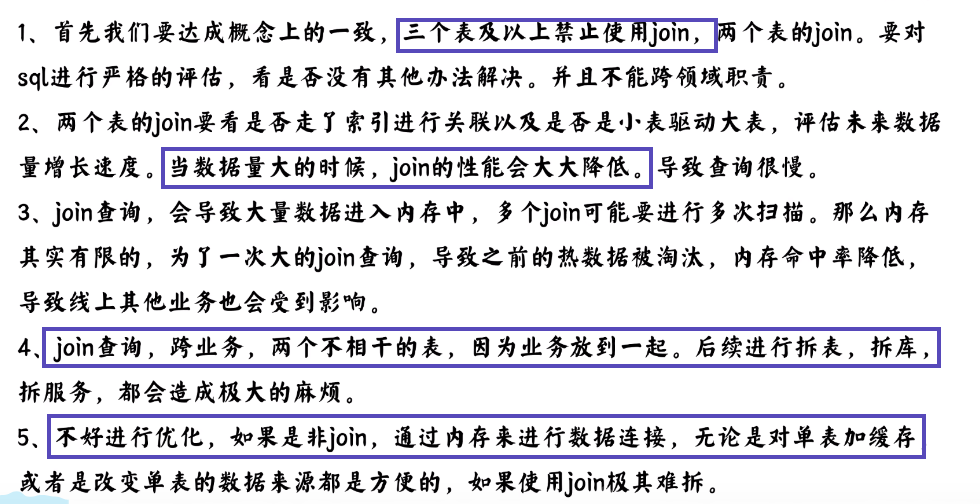 1、首先我们要达成概念上的一致，三个表及以上禁止使用join，两个表的join。要对
sql进行严格的评估，看是否没有其他办法解决。并且不能跨领域职责。
2、两个表的join要看是否走了索引进行关联以及是否是小表驱动大表，评估未来数据
量增长速度。当数据量大的时候，join的性能会大大降低。导致查询很慢。
3、join查询，会导致大量数据进入内存中，多个join可能要进行多次扫描。那么内存
其实有限的，为了一次大的join查询，导致之前的热数据被淘汰，内存命中率降低，
导致线上其他业务也会受到影响。
4、join查询，跨业务，两个不相干的表，因为业务放到一起。后续进行拆表，拆库，
拆服务，都会造成极大的麻烦。
5、不好进行优化，如果是非join，通过内存来进行数据连接，无论是对单表加缓存
或者是改变单表的数据来源都是方便的，如果使用join极其难拆。